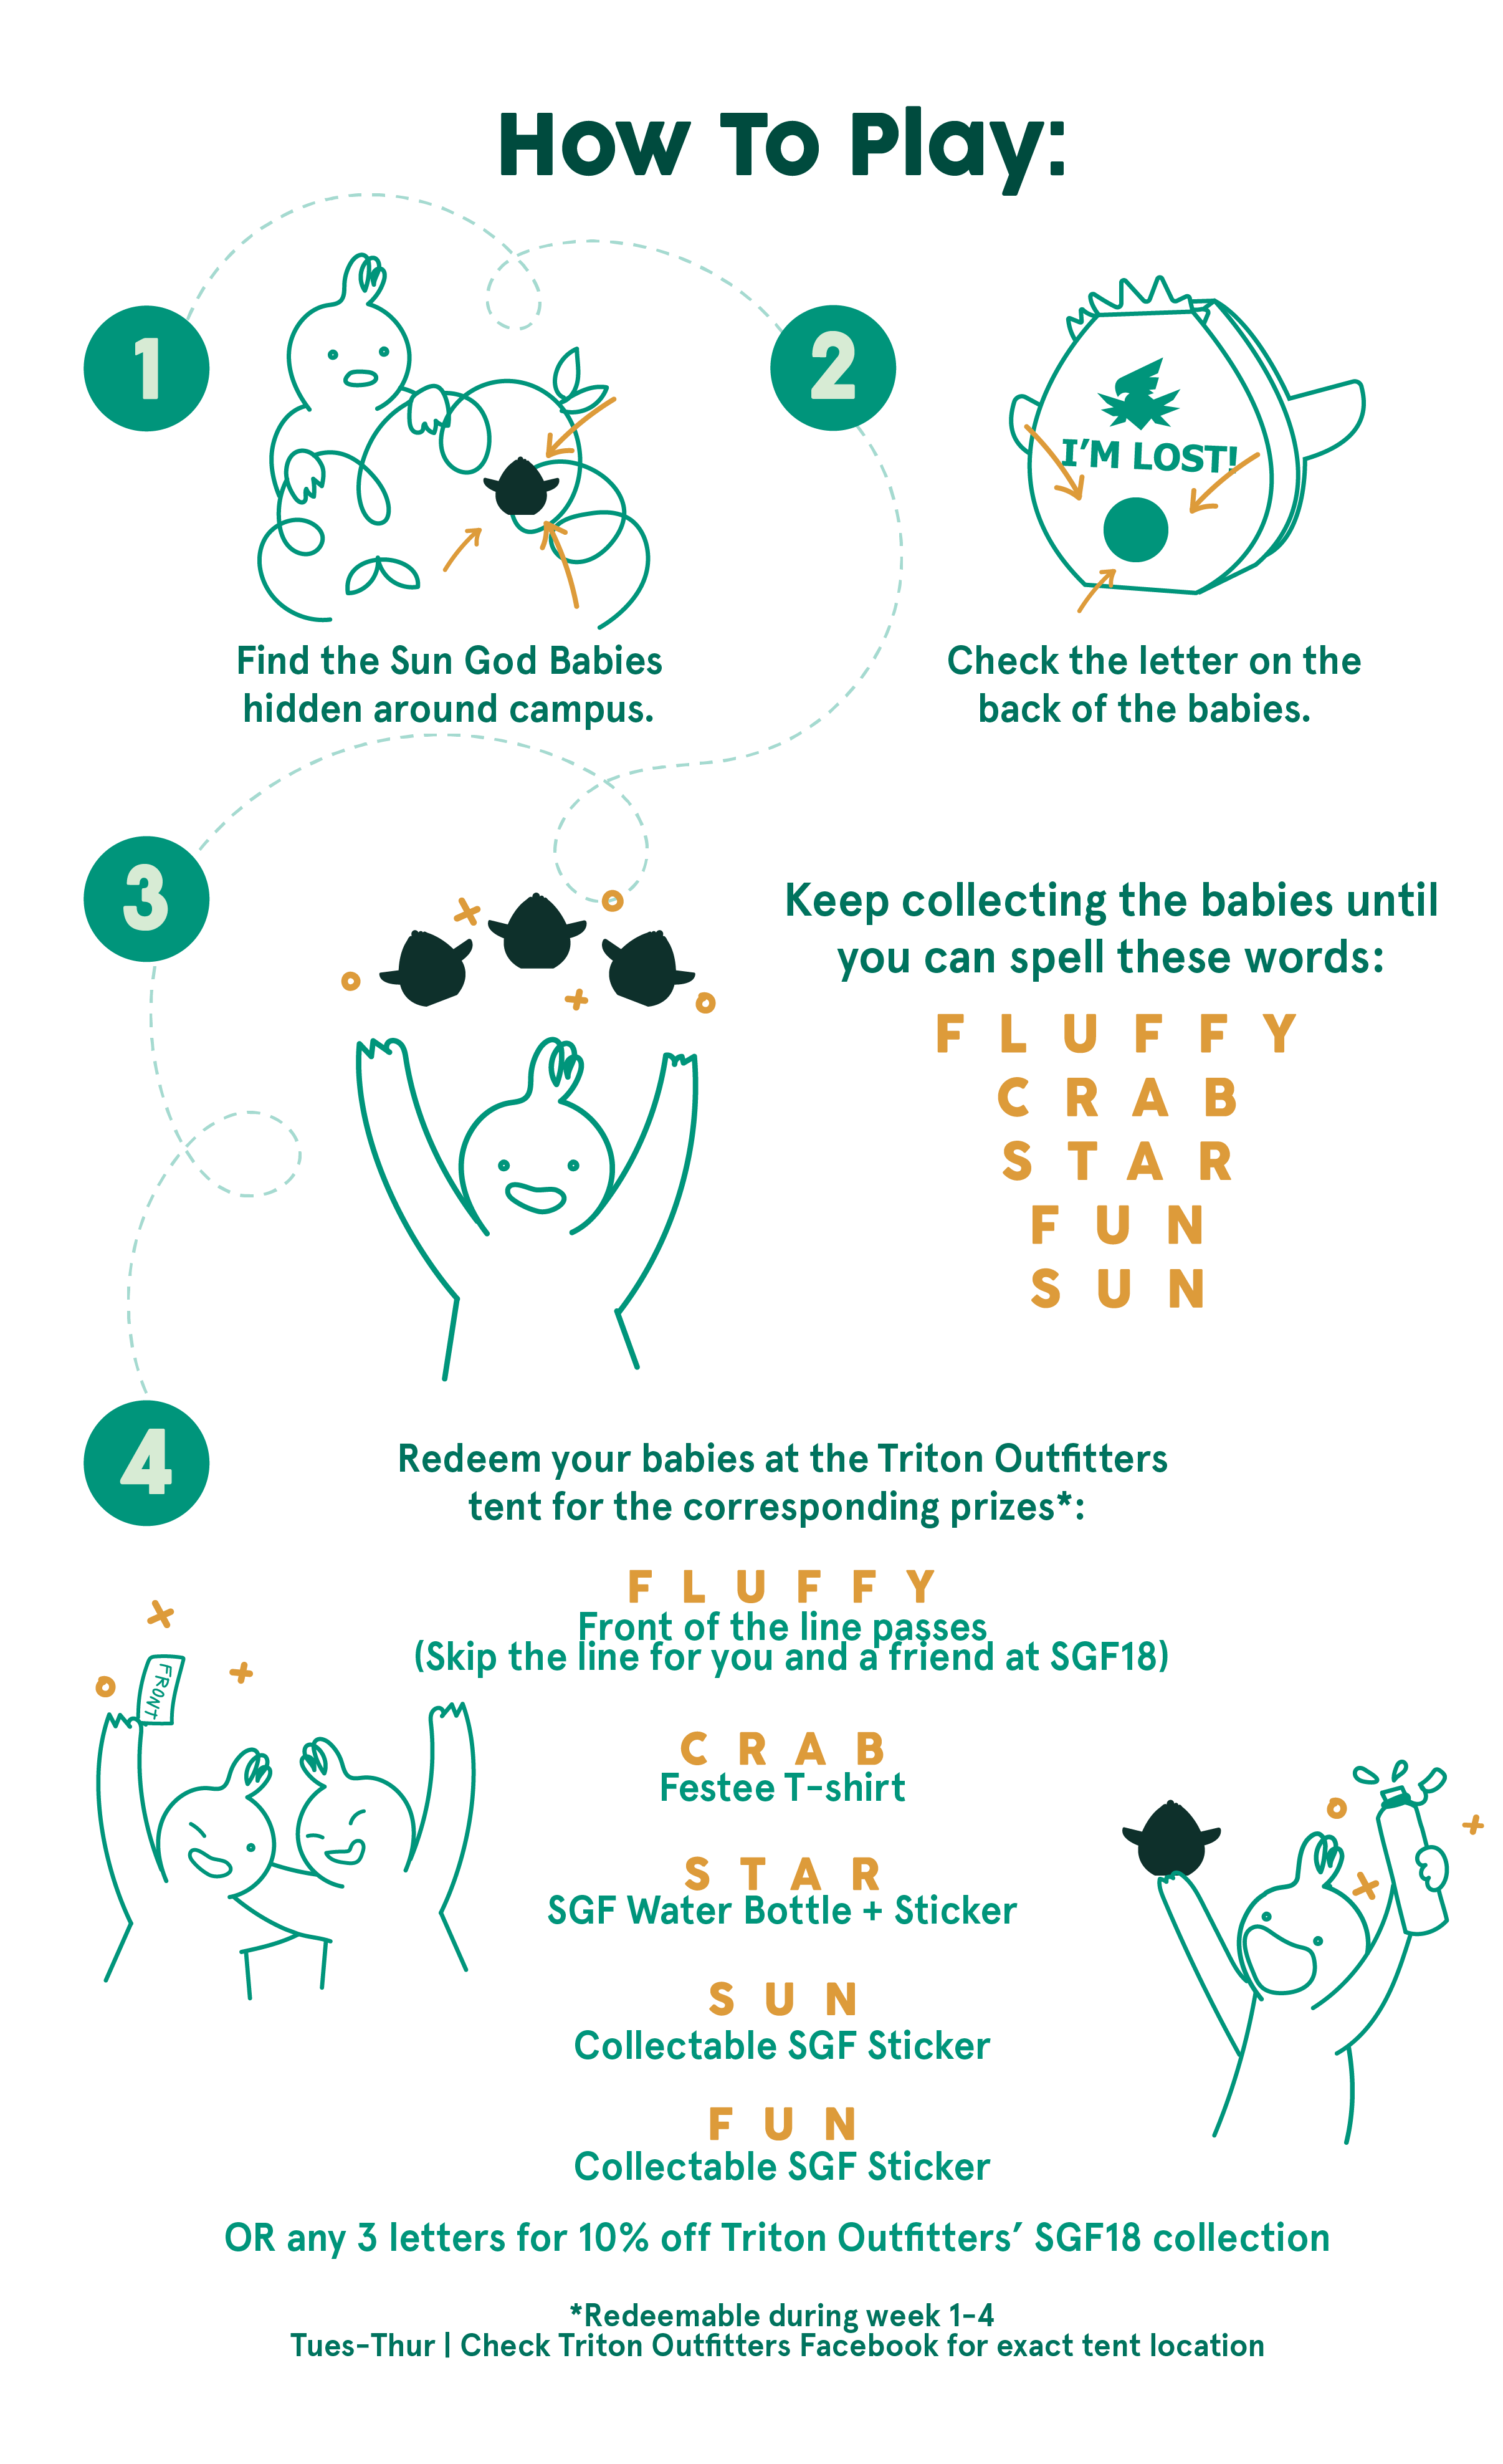 How To Play:
1
2
I'M LOST!
Find the Sun God Babies
hidden around campus.
Check the letter on the
back of the babies.
3
Keep collecting the babies until
you can spell these words:
F L U F F Y
C R A B
S T A R
F U N
S U N
4
Redeem your babies at the Triton Outfitters
tent for the corresponding prizes*:
F L U F F Y
Front of the line passes
(Skip the line for you and a friend at SGF18)
FRONT
C R A B
Festee T-shirt
S T A R
SGF Water Bottle + Sticker
S U N
Collectable SGF Sticker
F U N
Collectable SGF Sticker
OR any 3 letters for 10% off Triton Outfitters' SGF18 collection
*Redeemable during week 1-4
Tues-Thur | Check Triton Outfitters Facebook for exact tent location